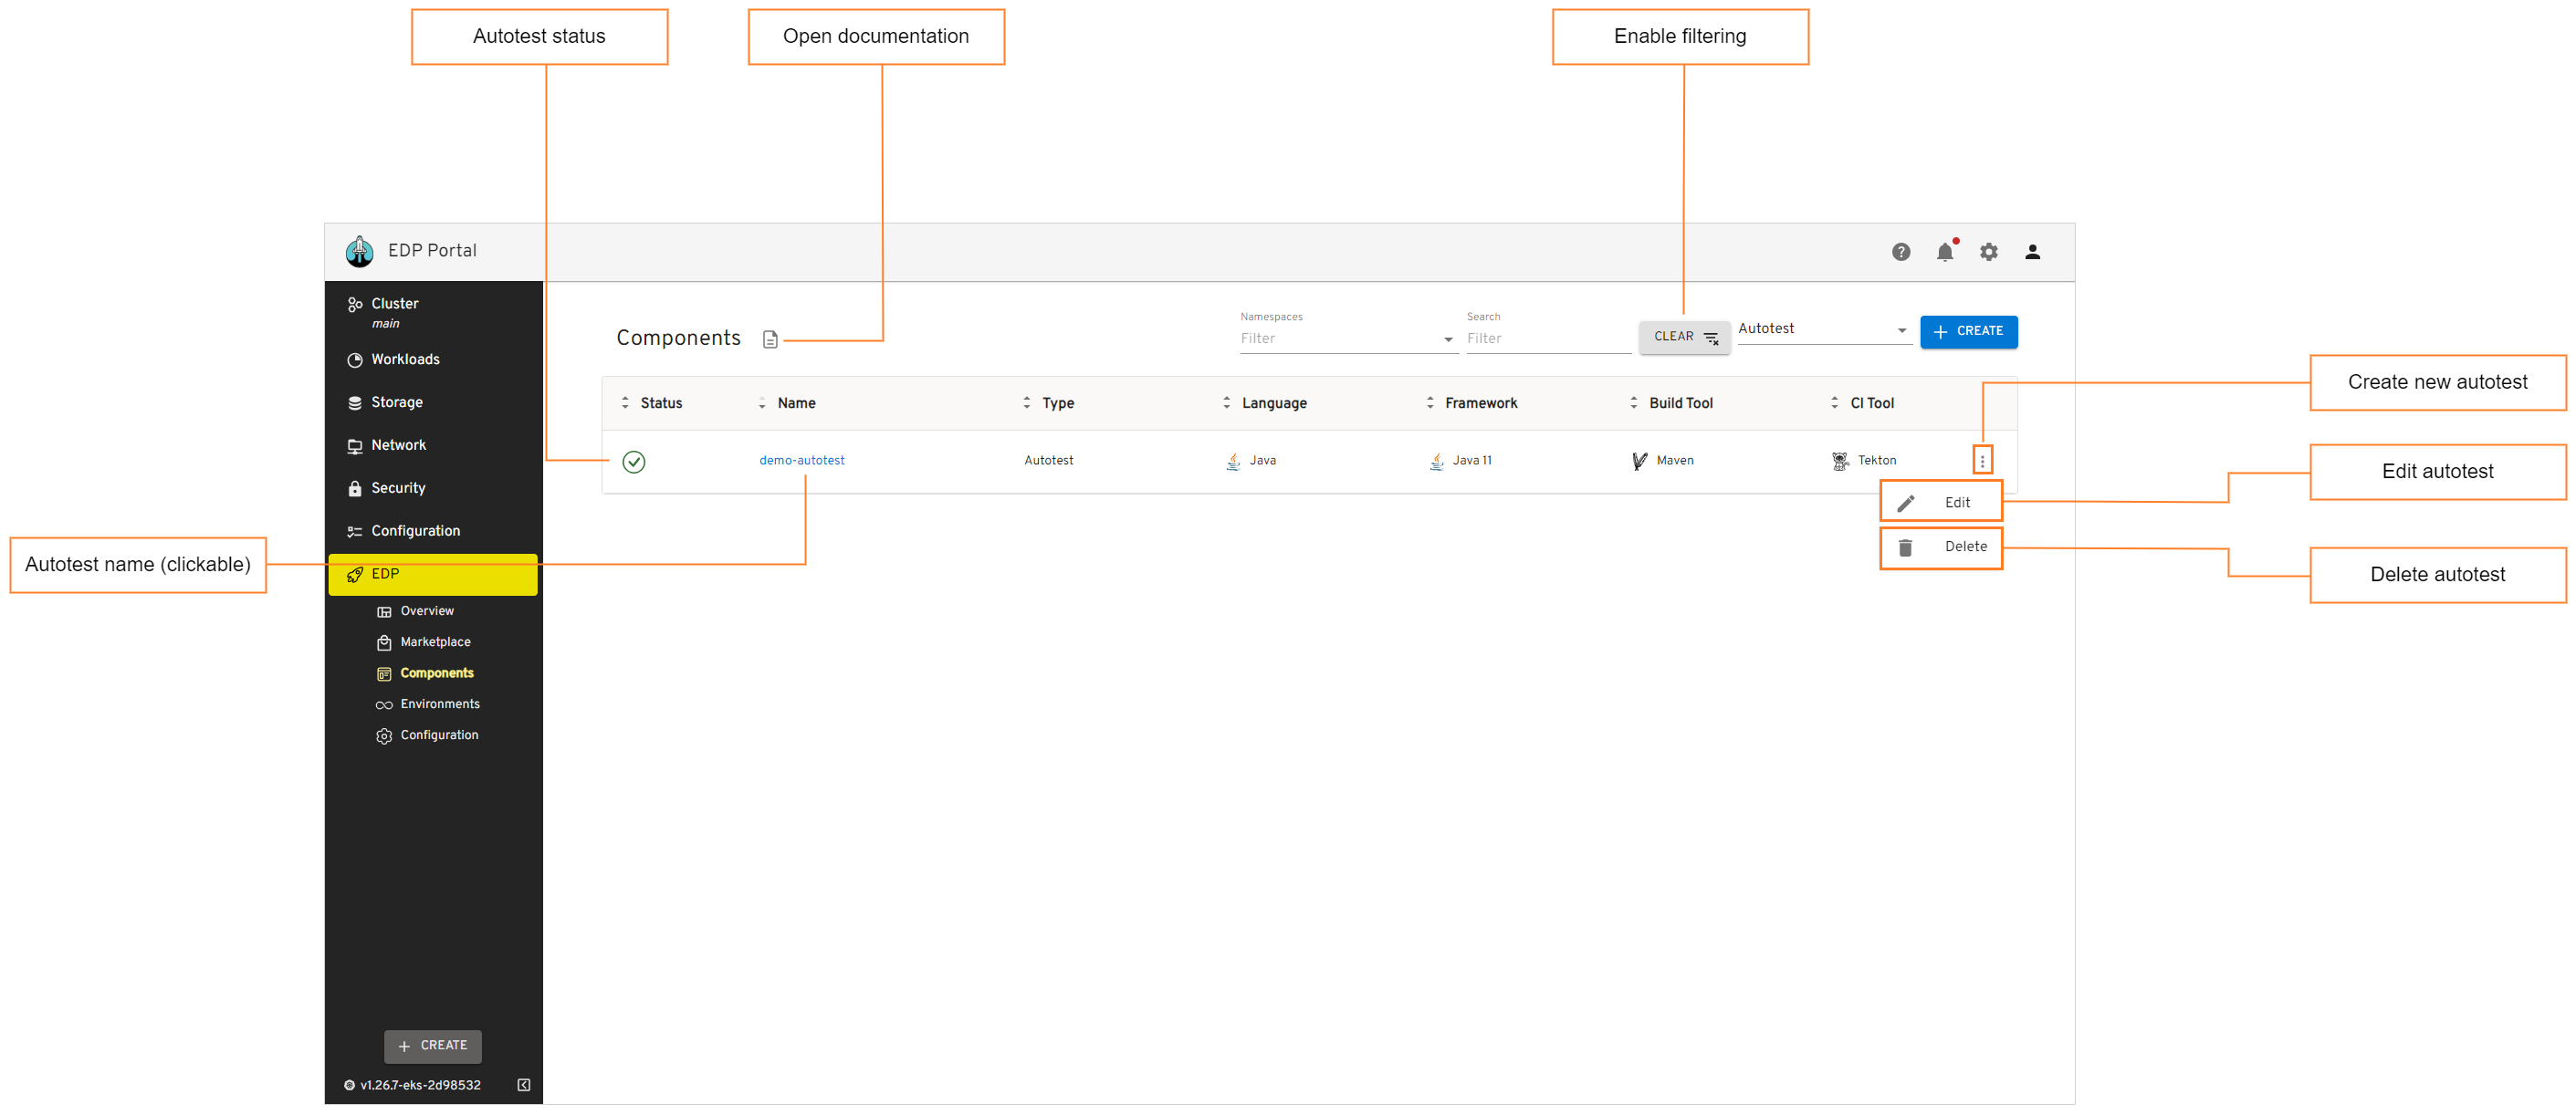 Autotest status
Open documentation
Enable filtering
EDP Portal
Cluster
main
Workloads
Storage
Network
Security
Configuration
EDP
Overview
Marketplace
Components
Environments
Configuration
CREATE
v1.26.7-eks-2d98532
Autotest name (clickable)
Components
Namespaces
Filter
Search
Filter
CLEAR
Autotest
CREATE
Status Name Type Language Framework Build Tool CI Tool
demo-autotest Autotest Java Java 11 Maven Tekton
Edit
Delete
Create new autotest
Edit autotest
Delete autotest